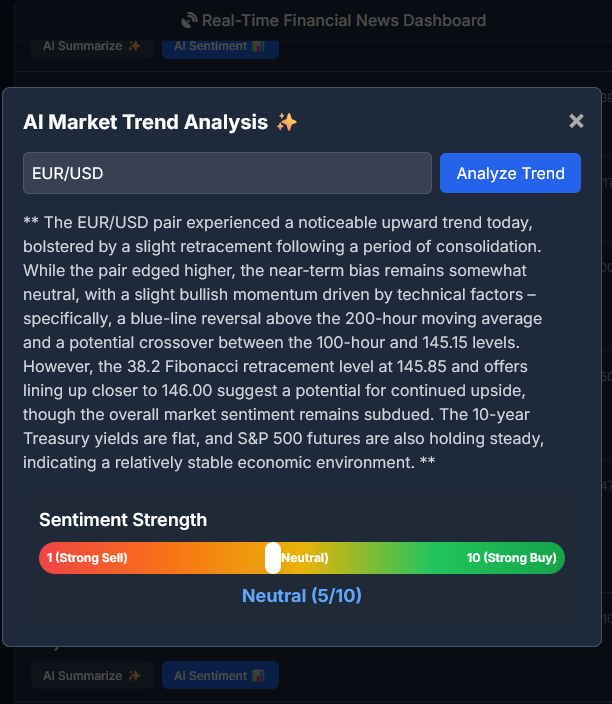 Real-Time Financial News Dashboard
AI Summarize ✨
AI Sentiment 📊
AI Market Trend Analysis ✨
×
EUR/USD
Analyze Trend
** The EUR/USD pair experienced a noticeable upward trend today,
bolstered by a slight retracement following a period of consolidation.
While the pair edged higher, the near-term bias remains somewhat
neutral, with a slight bullish momentum driven by technical factors –
specifically, a blue-line reversal above the 200-hour moving average
and a potential crossover between the 100-hour and 145.15 levels.
However, the 38.2 Fibonacci retracement level at 145.85 and offers
lining up closer to 146.00 suggest a potential for continued upside,
though the overall market sentiment remains subdued. The 10-year
Treasury yields are flat, and S&P 500 futures are also holding steady,
indicating a relatively stable economic environment. **
Sentiment Strength
1 (Strong Sell)
Neutral)
10 (Strong Buy)
Neutral (5/10)
AI Summarize ✨
AI Sentiment 📊